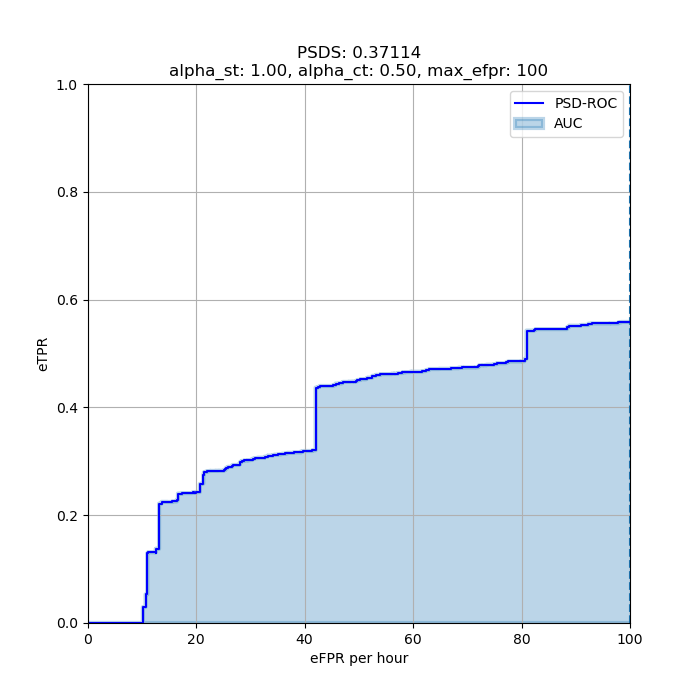 PSDS: 0.37114
alpha_st: 1.00, alpha_ct: 0.50, max_efpr: 100
PSD-ROC
AUC
1.0
0.8
0.6
0.4
0.2
0.0
eTPR
0 20 40 60 80 100
eFPR per hour